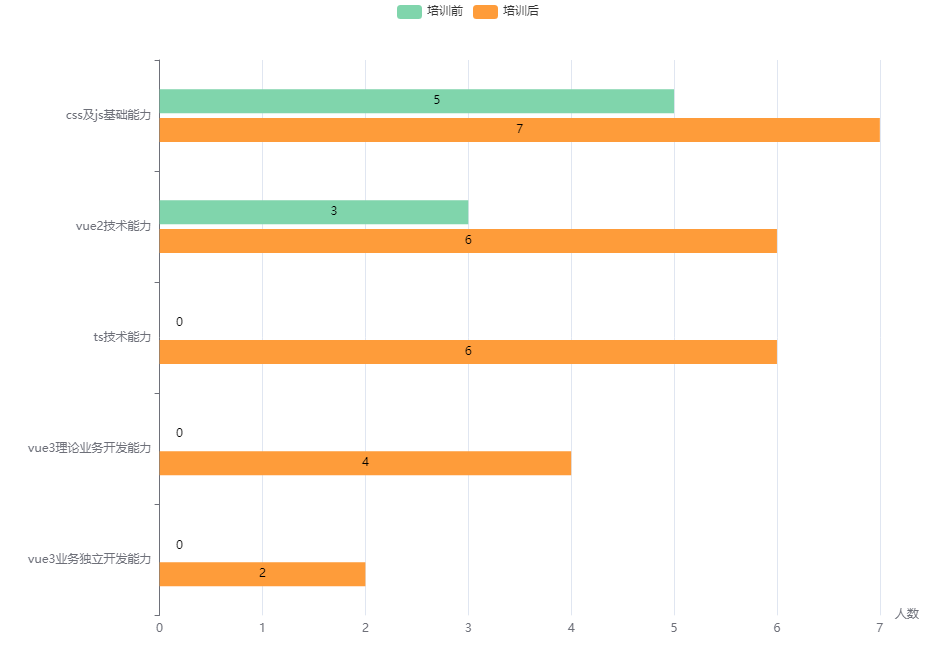 培训前 培训后
css及js基础能力
5
7
vue2技术能力
3
6
ts技术能力
0
6
vue3理论业务开发能力
0
4
vue3业务独立开发能力
0
2
人数
0 1 2 3 4 5 6 7